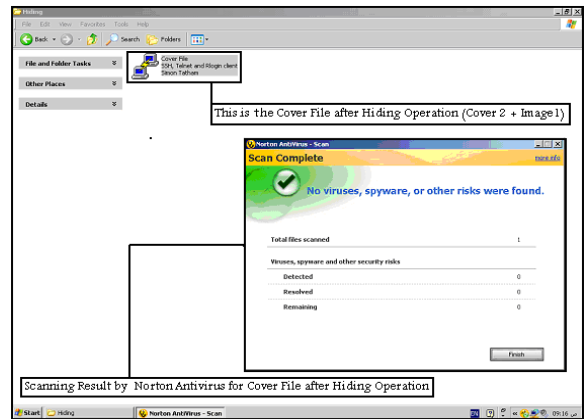 Hiding
File Edit View Favorites Tools Help
Back Search Folders
File and Folder Tasks
Other Places
Details
Cover File
SSH, Telnet and Rlogin client
Simon Tatham
This is the Cover File after Hiding Operation (Cover 2 + Image1)
Norton AntiVirus - Scan
Scan Complete
more info
No viruses, spyware, or other risks were found.
Total files scanned 1
Viruses, spyware and other security risks
Detected 0
Resolved 0
Remaining 0
Finish
Scanning Result by Norton Antivirus for Cover File after Hiding Operation
Start Hiding Norton AntiVirus - Scan EN 09:16 ص